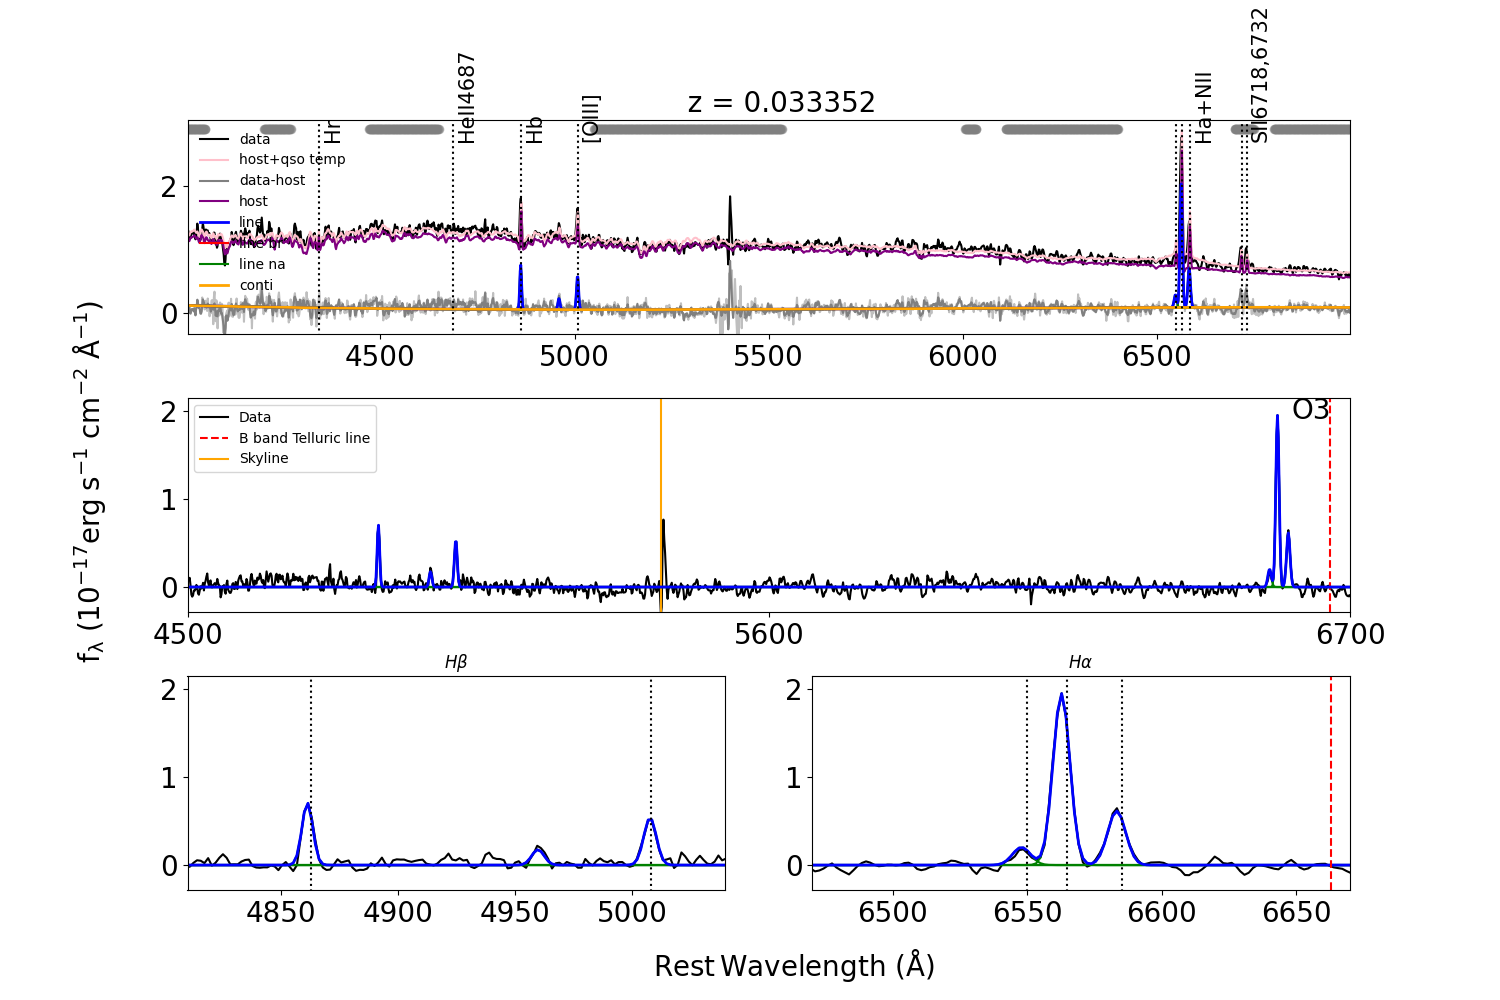 z = 0.033352
Hr
HeII4687
Hb
[OIII]
Ha+NII
SII6718,6732
data
host+qso temp
data-host
host
line
line br
line na
conti
2
0
4500 5000 5500 6000 6500
f_λ (10⁻¹⁷erg s⁻¹ cm⁻² Å⁻¹)
Data
B band Telluric line
Skyline
O3
2
1
0
4500 5600 6700
Hβ
2
1
0
4850 4900 4950 5000
Hα
2
1
0
6500 6550 6600 6650
Rest Wavelength (Å)